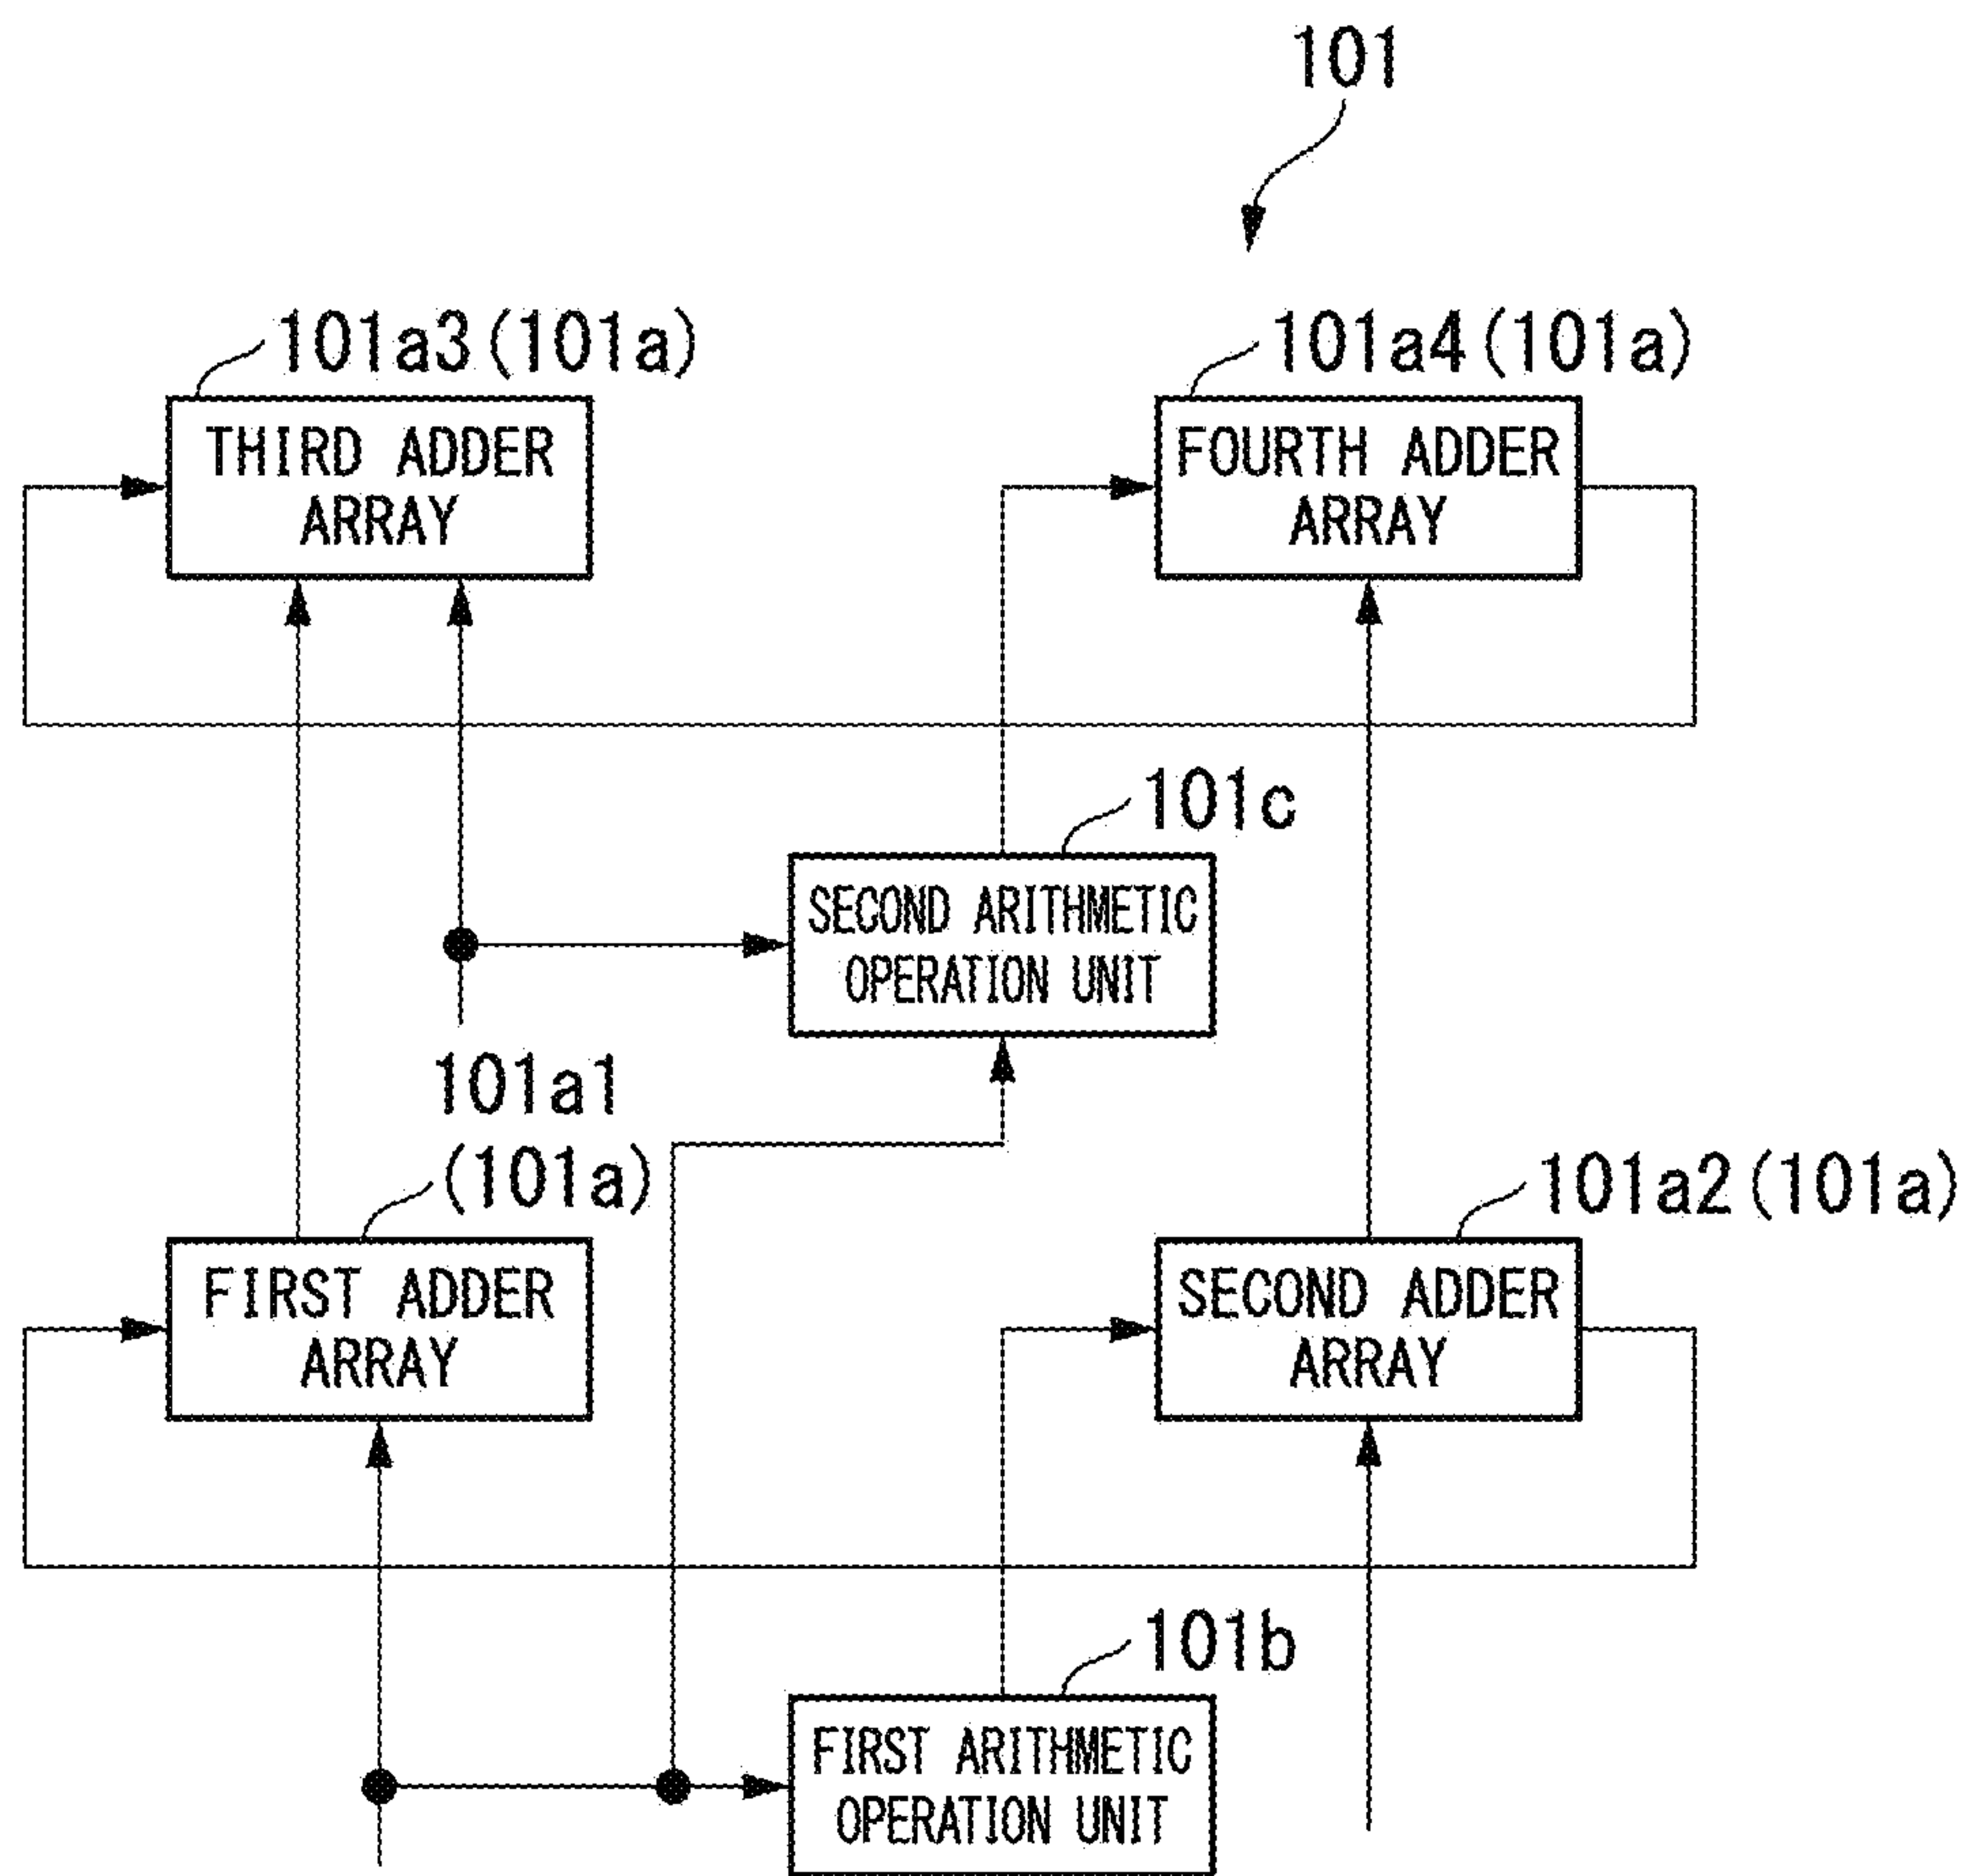 101
101a3(101a)
101a4(101a)
THIRD ADDER
ARRAY
FOURTH ADDER
ARRAY
101c
SECOND ARITHMETIC
OPERATION UNIT
101a1
(101a)
101a2(101a)
FIRST ADDER
ARRAY
SECOND ADDER
ARRAY
101b
FIRST ARITHMETIC
OPERATION UNIT